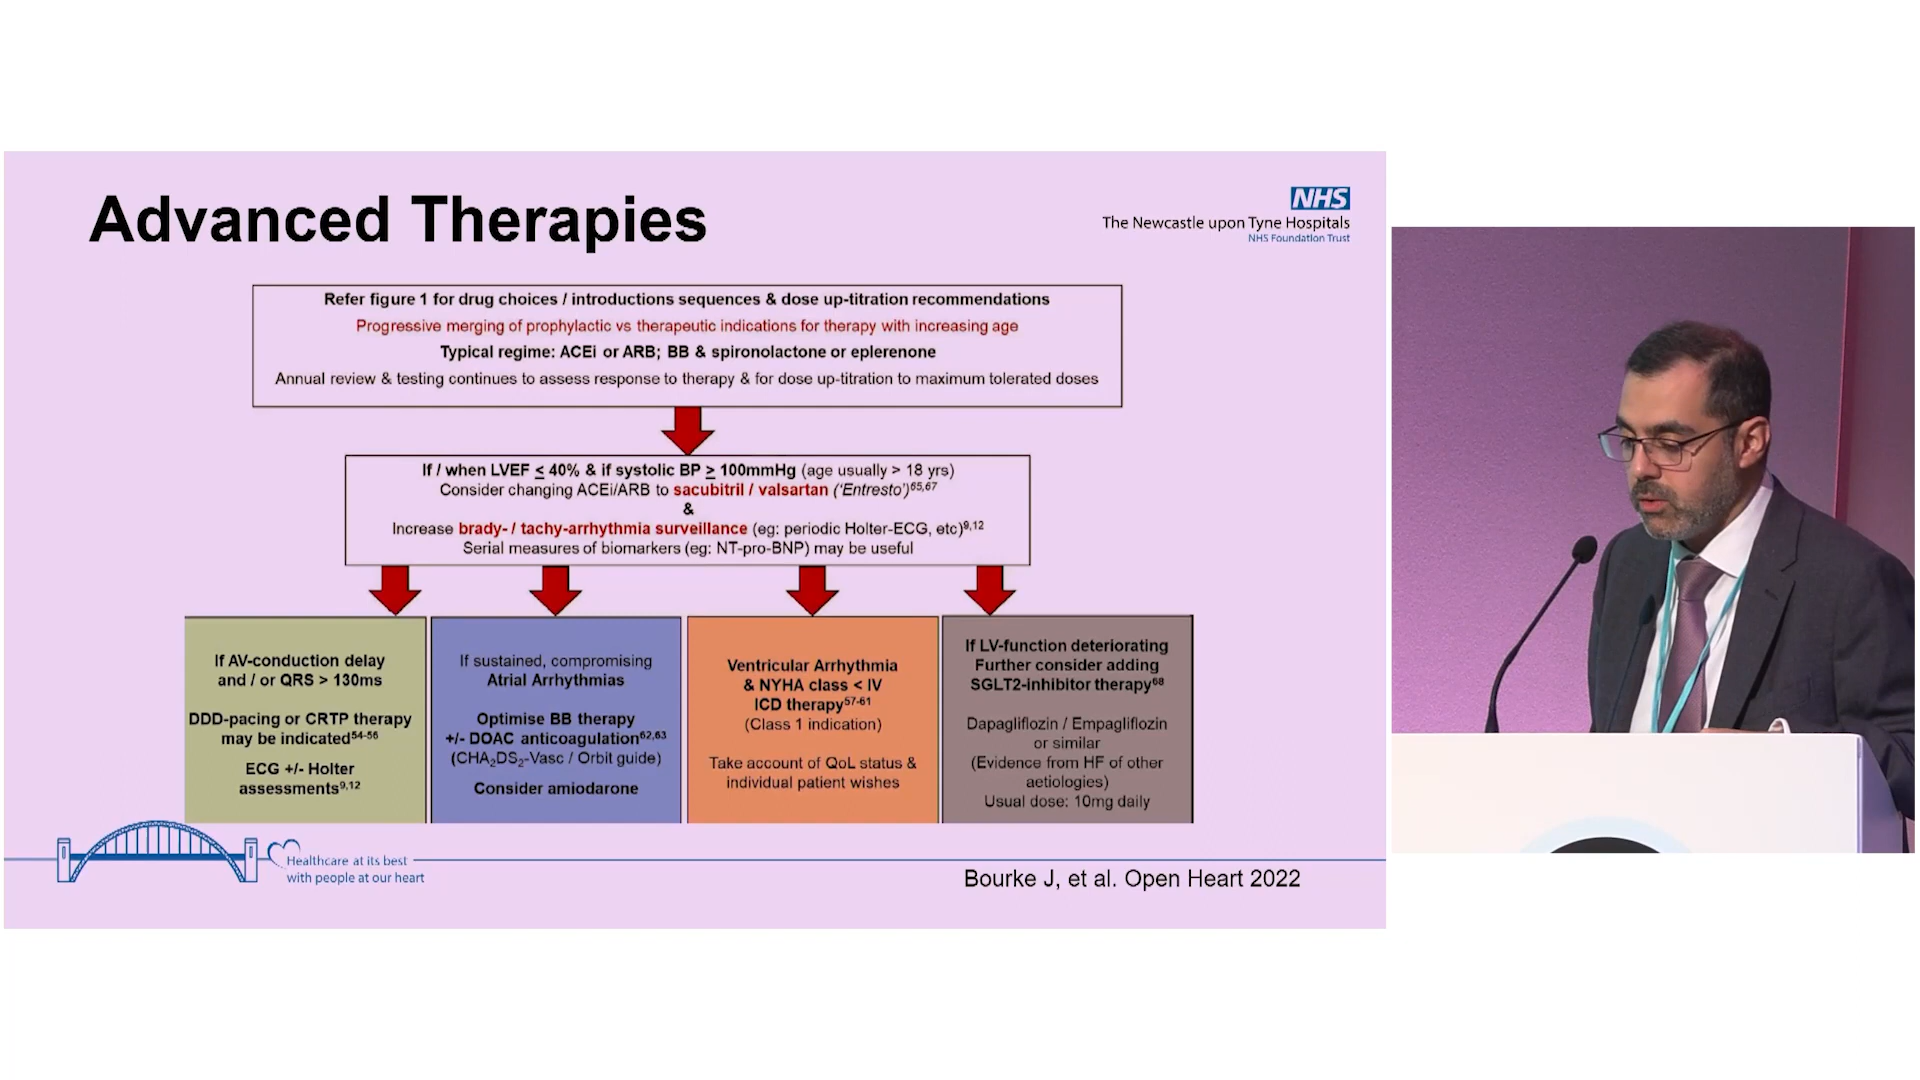 Advanced Therapies
NHS
The Newcastle upon Tyne Hospitals
NHS Foundation Trust
Refer figure 1 for drug choices / introductions sequences & dose up-titration recommendations
Progressive merging of prophylactic vs therapeutic indications for therapy with increasing age
Typical regime: ACEi or ARB; BB & spironolactone or eplerenone
Annual review & testing continues to assess response to therapy & for dose up-titration to maximum tolerated doses
If / when LVEF ≤ 40% & if systolic BP ≥ 100mmHg (age usually > 18 yrs)
Consider changing ACEi/ARB to sacubitril / valsartan (‘Entresto’)65,67
&
Increase brady- / tachy-arrhythmia surveillance (eg: periodic Holter-ECG, etc)9,12
Serial measures of biomarkers (eg: NT-pro-BNP) may be useful
If AV-conduction delay
and / or QRS > 130ms
DDD-pacing or CRTP therapy
may be indicated54-56
ECG +/- Holter
assessments9,12
If sustained, compromising
Atrial Arrhythmias
Optimise BB therapy
+/- DOAC anticoagulation62,63
(CHA2DS2-Vasc / Orbit guide)
Consider amiodarone
Ventricular Arrhythmia
& NYHA class < IV
ICD therapy57-61
(Class 1 indication)
Take account of QoL status &
individual patient wishes
If LV-function deteriorating
Further consider adding
SGLT2-inhibitor therapy68
Dapagliflozin / Empagliflozin
or similar
(Evidence from HF of other
aetiologies)
Usual dose: 10mg daily
Healthcare at its best
with people at our heart
Bourke J, et al. Open Heart 2022